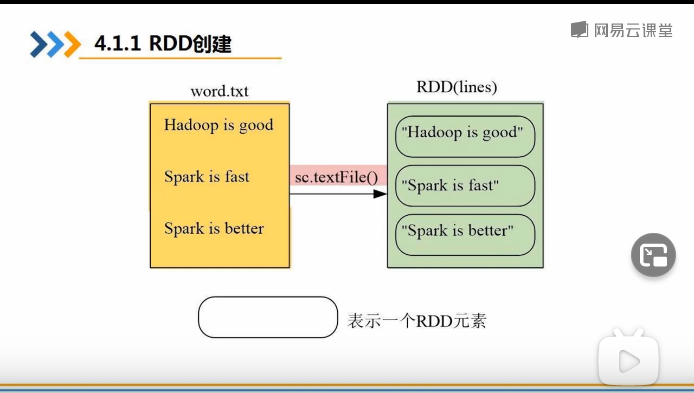 4.1.1 RDD创建
网易云课堂
word.txt
Hadoop is good
Spark is fast
Spark is better
sc.textFile()
RDD(lines)
"Hadoop is good"
"Spark is fast"
"Spark is better"
表示一个RDD元素